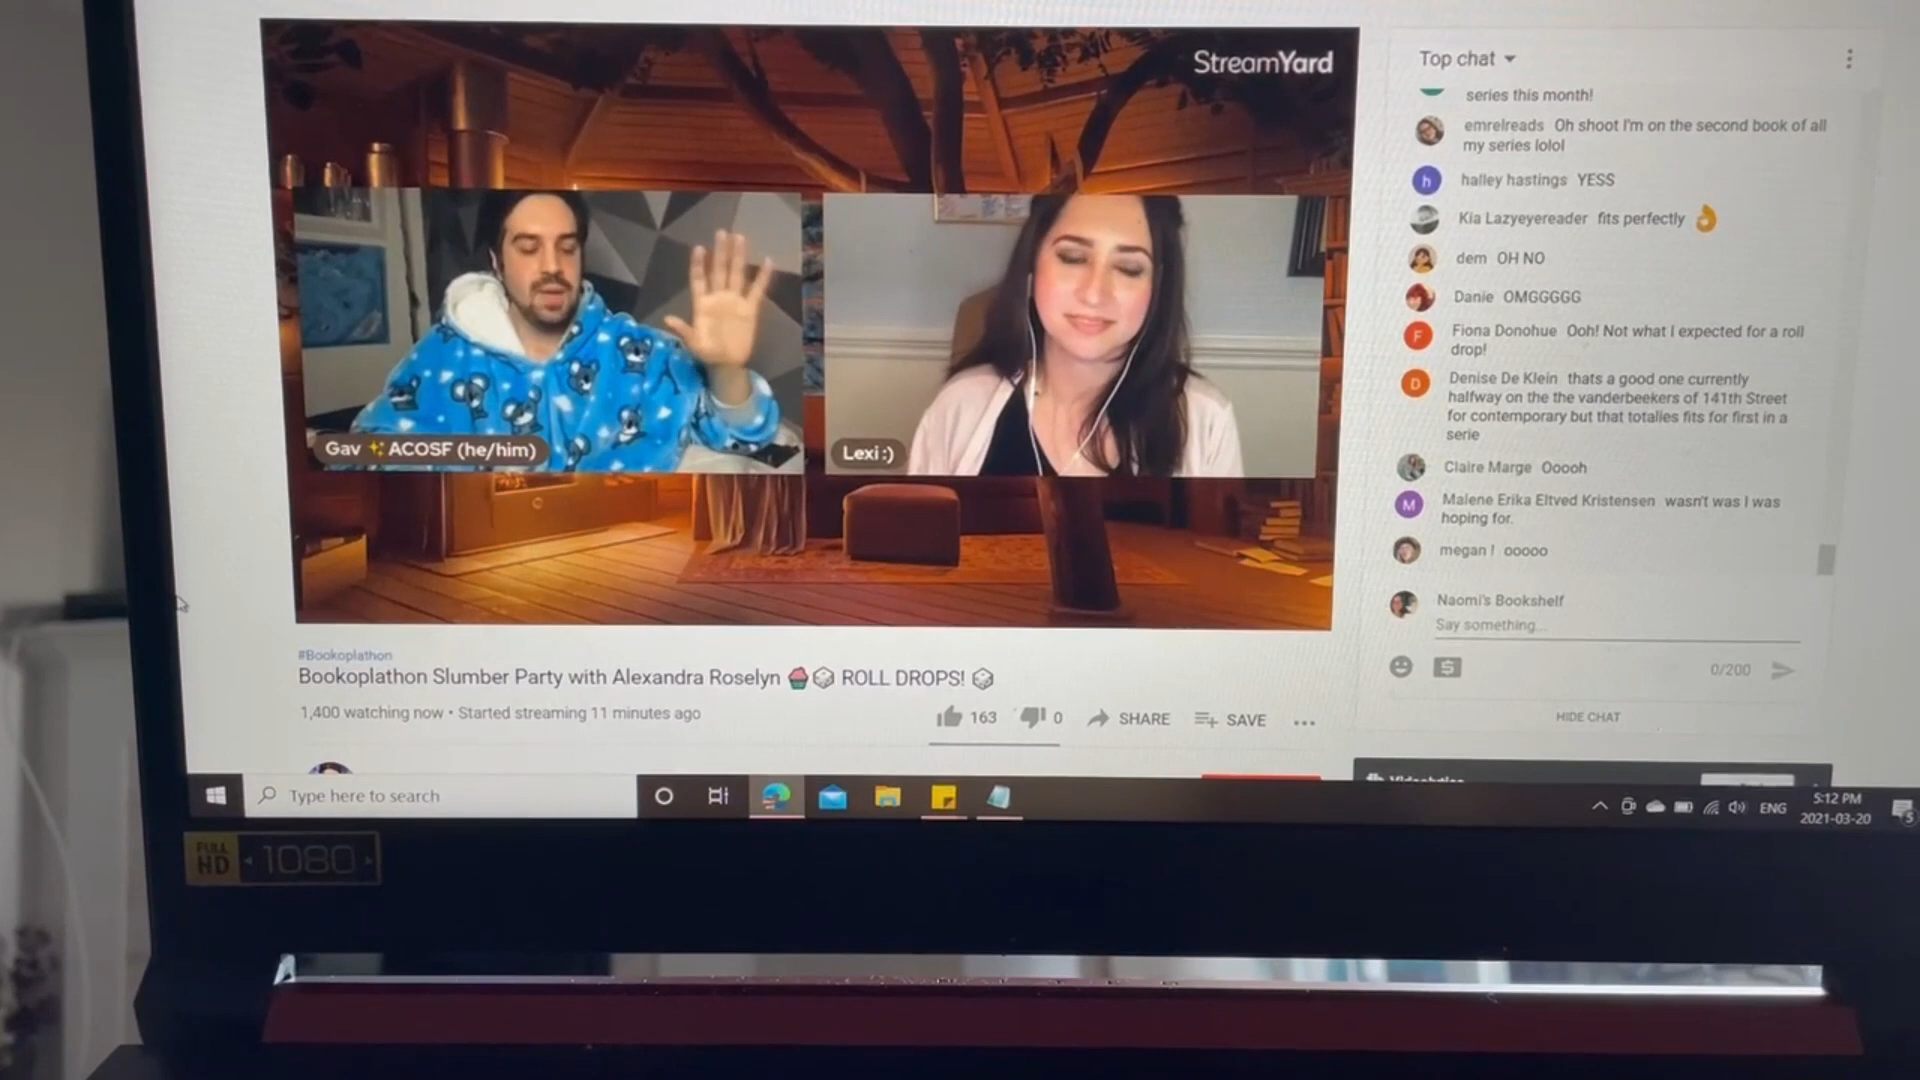 StreamYard
Gav ✨ ACOSF (he/him)
Lexi :)
#Bookoplathon
Bookoplathon Slumber Party with Alexandra Roselyn 🧁🎲 ROLL DROPS! 🎲
1,400 watching now • Started streaming 11 minutes ago
163
0
SHARE
SAVE
Top chat
series this month!
emrelreads Oh shoot I'm on the second book of all
my series lolol
h
halley hastings YESS
Kia Lazyeyereader fits perfectly 👌
dem OH NO
Danie OMGGGGG
F
Fiona Donohue Ooh! Not what I expected for a roll
drop!
D
Denise De Klein thats a good one currently
halfway on the the vanderbeekers of 141th Street
for contemporary but that totalies fits for first in a
serie
Claire Marge Ooooh
M
Malene Erika Eltved Kristensen wasn't was I was
hoping for.
megan ! ooooo
Naomi's Bookshelf
Say something...
0/200
HIDE CHAT
Type here to search
ENG
5:12 PM
2021-03-20
5
FULL
HD
1080